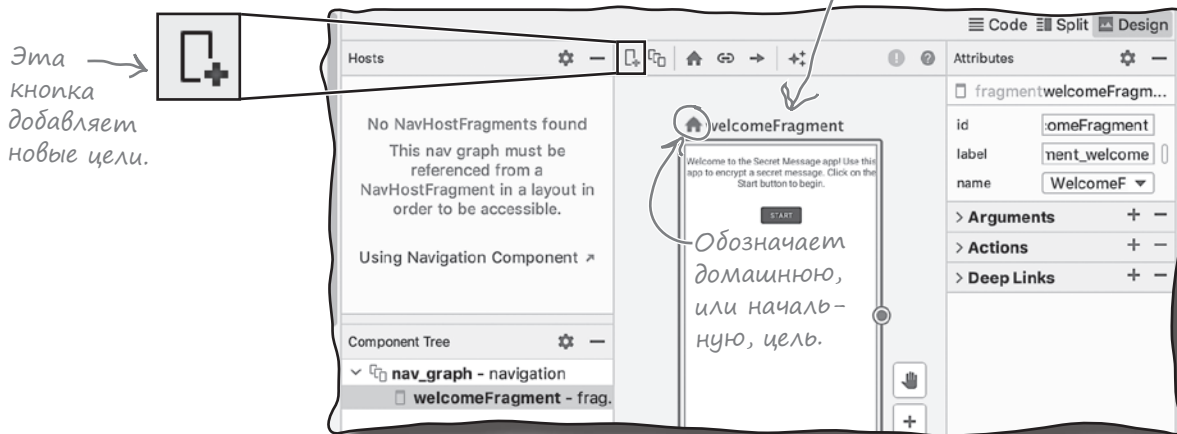 Эта
кнопка
добавляет
новые цели.
Code Split Design
Hosts
No NavHostFragments found
This nav graph must be
referenced from a
NavHostFragment in a layout in
order to be accessible.
Using Navigation Component
Component Tree
nav_graph - navigation
welcomeFragment - frag.
welcomeFragment
Welcome to the Secret Message app! Use this
app to encrypt a secret message. Click on the
Start button to begin.
START
Обозначает
домашнюю,
или началь-
ную, цель.
Attributes
fragmentwelcomeFragm...
id :omeFragment
label nent_welcome
name WelcomeF
Arguments
Actions
Deep Links